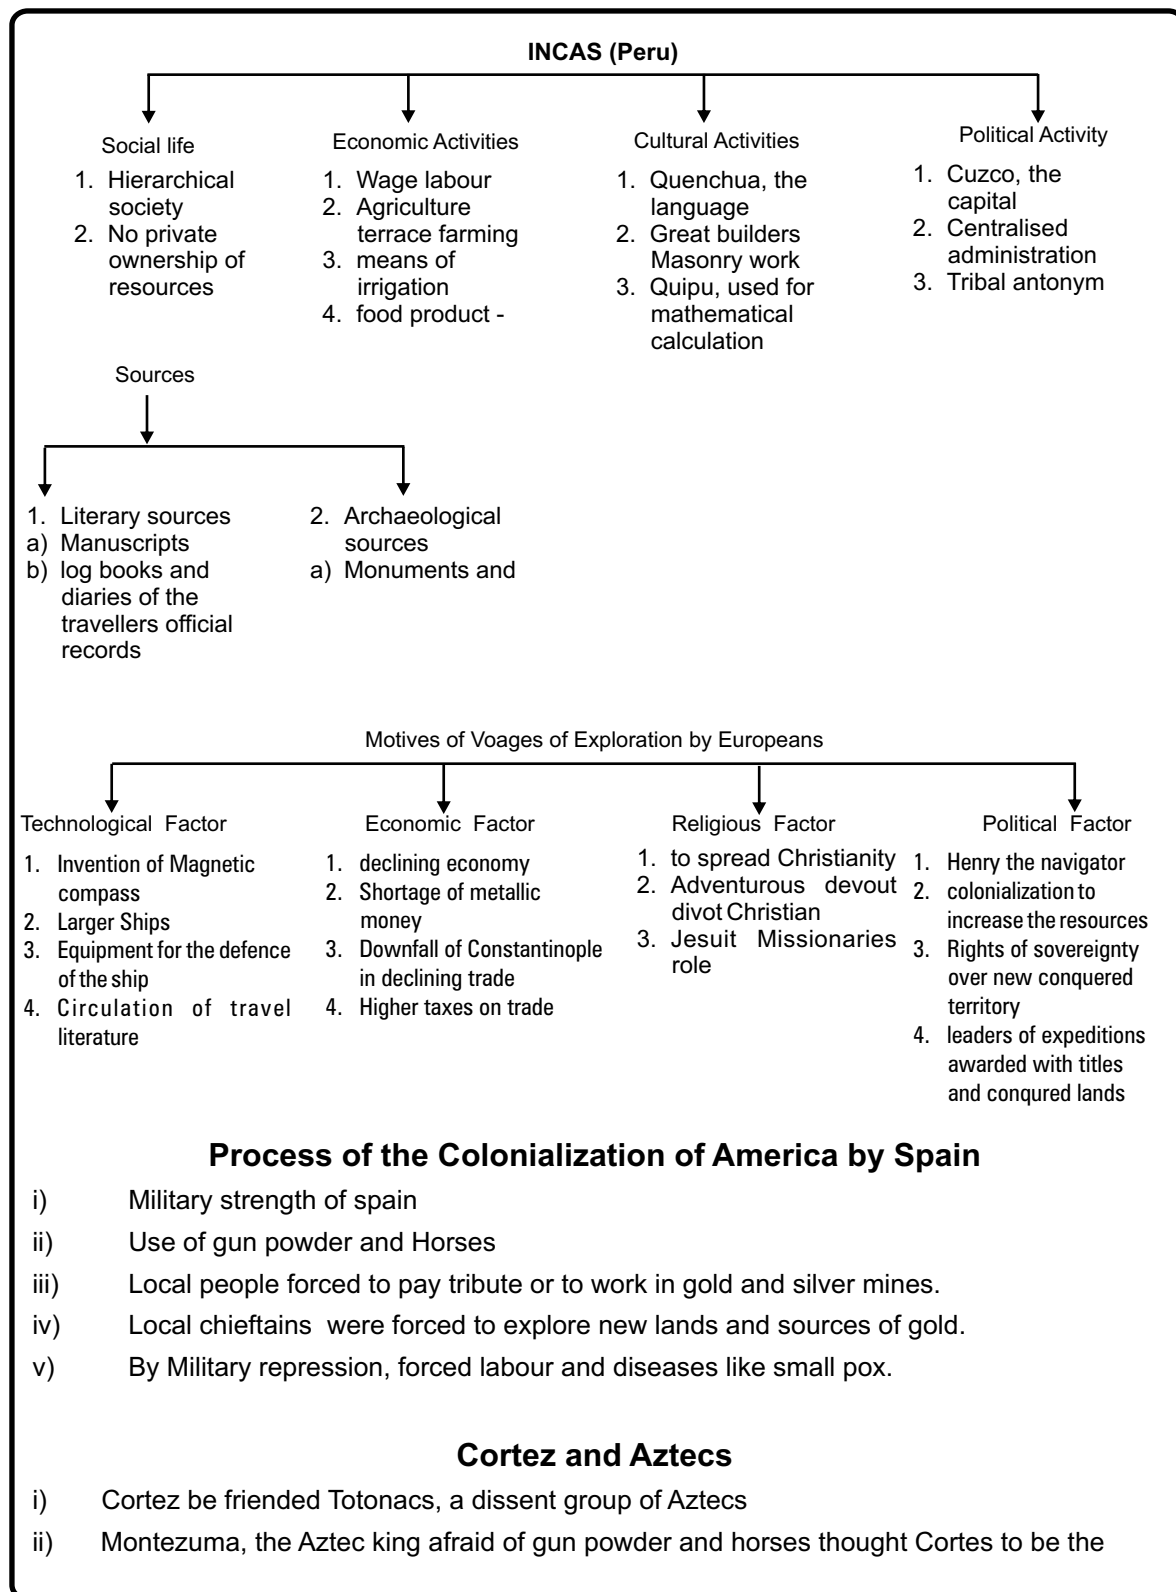 INCAS (Peru)
Social life
1. Hierarchical
society
2. No private
ownership of
resources
Economic Activities
1. Wage labour
2. Agriculture
terrace farming
3. means of
irrigation
4. food product -
Cultural Activities
1. Quenchua, the
language
2. Great builders
Masonry work
3. Quipu, used for
mathematical
calculation
Political Activity
1. Cuzco, the
capital
2. Centralised
administration
3. Tribal antonym
Sources
1. Literary sources
a) Manuscripts
b) log books and
diaries of the
travellers official
records
2. Archaeological
sources
a) Monuments and
Motives of Voages of Exploration by Europeans
Technological Factor
1. Invention of Magnetic
compass
2. Larger Ships
3. Equipment for the defence
of the ship
4. Circulation of travel
literature
Economic Factor
1. declining economy
2. Shortage of metallic
money
3. Downfall of Constantinople
in declining trade
4. Higher taxes on trade
Religious Factor
1. to spread Christianity
2. Adventurous devout
divot Christian
3. Jesuit Missionaries
role
Political Factor
1. Henry the navigator
2. colonialization to
increase the resources
3. Rights of sovereignty
over new conquered
territory
4. leaders of expeditions
awarded with titles
and conqured lands
Process of the Colonialization of America by Spain
i) Military strength of spain
ii) Use of gun powder and Horses
iii) Local people forced to pay tribute or to work in gold and silver mines.
iv) Local chieftains were forced to explore new lands and sources of gold.
v) By Military repression, forced labour and diseases like small pox.
Cortez and Aztecs
i) Cortez be friended Totonacs, a dissent group of Aztecs
ii) Montezuma, the Aztec king afraid of gun powder and horses thought Cortes to be the